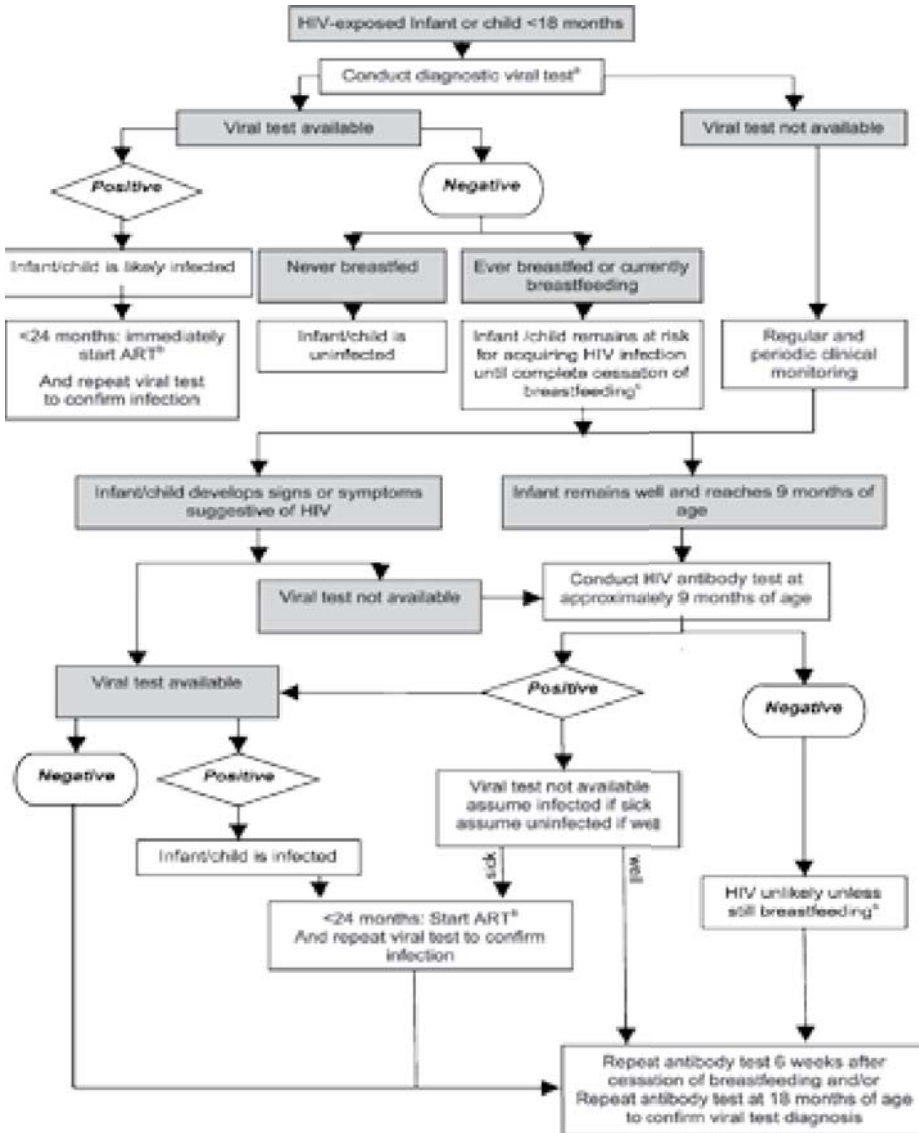 HIV-exposed Infant or child <18 months
Conduct diagnostic viral testᵃ
Viral test available
Viral test not available
Positive
Negative
Infant/child is likely infected
Never breastfed
Ever breastfed or currently
breastfeeding
<24 months: immediately
start ARTᵇ
And repeat viral test
to confirm infection
Infant/child is
uninfected
Infant /child remains at risk
for acquiring HIV infection
until complete cessation of
breastfeeding
Regular and
periodic clinical
monitoring
Infant/child develops signs or symptoms
suggestive of HIV
Infant remains well and reaches 9 months of
age
Viral test not available
Conduct HIV antibody test at
approximately 9 months of age
Viral test available
Positive
Negative
Negative
Positive
Viral test not available
assume infected if sick
assume uninfected if well
Infant/child is infected
sick
well
HIV unlikely unless
still breastfeeding
<24 months: Start ARTᵇ
And repeat viral test to confirm
infection
Repeat antibody test 6 weeks after
cessation of breastfeeding and/or
Repeat antibody test at 18 months of age
to confirm viral test diagnosis